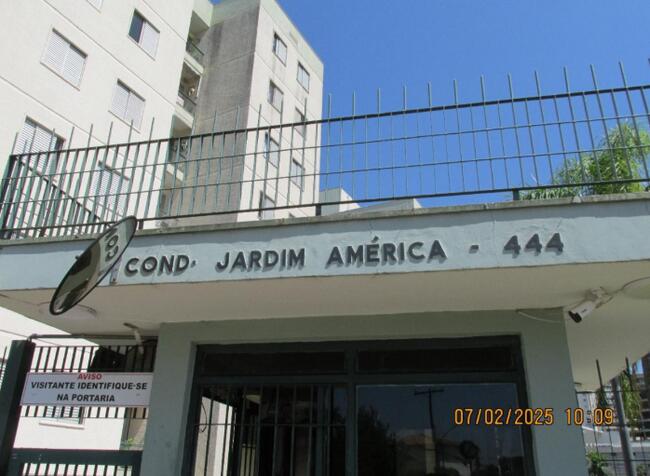 COND. JARDIM AMÉRICA - 444
AVISO
VISITANTE IDENTIFIQUE-SE
NA PORTARIA
07/02/2025 10:09